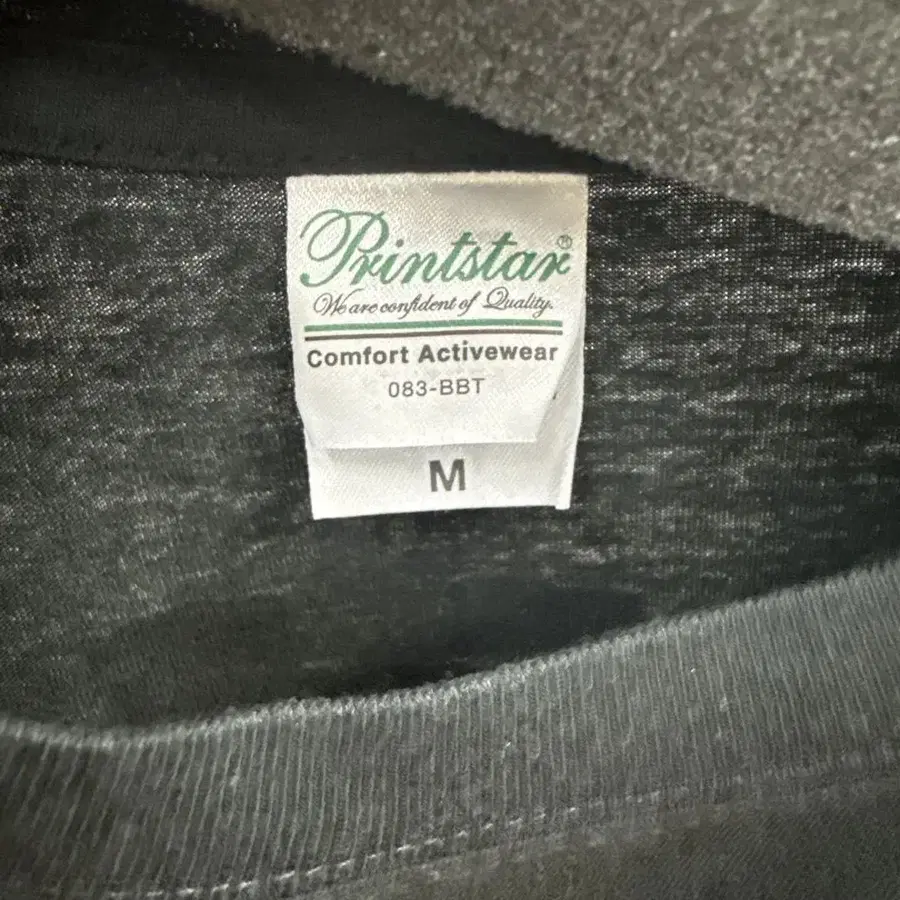 Printstar®
We are confident of Quality.
Comfort Activewear
083-BBT
M